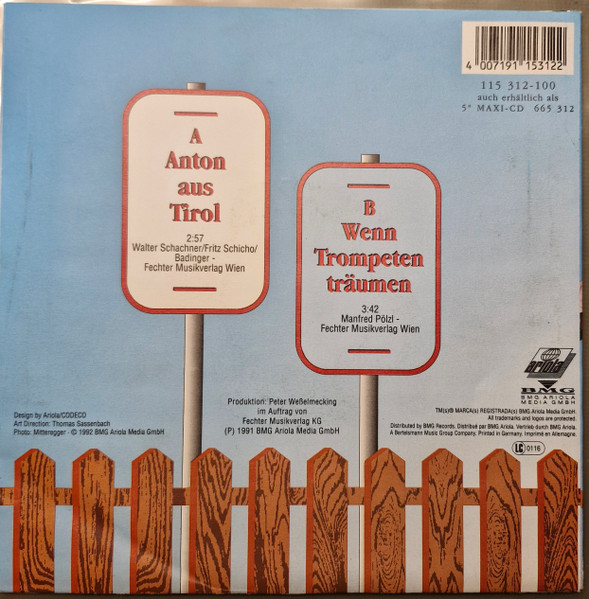 4 007191 153122
115 312-100
auch erhältlich als
5" MAXI-CD 665 312
A
Anton
aus
Tirol
2:57
Walter Schachner/Fritz Schicho/
Badinger -
Fechter Musikverlag Wien
B
Wenn
Trompeten
träumen
3:42
Manfred Pölzl -
Fechter Musikverlag Wien
ariola
BMG
BMG ARIOLA
MEDIA GMBH
Design by Ariola/CODECO
Art Direction: Thomas Sassenbach
Photo: Mitteregger · © 1992 BMG Ariola Media GmbH
Produktion: Peter Weßelmecking
im Auftrag von
Fechter Musikverlag KG
(P) 1991 BMG Ariola Media GmbH
TM(s)® MARCA(S) REGISTRADA(s) BMG Ariola Media GmbH.
All trademarks and logos are protected.
Distributed by BMG Records. Distribué par BMG Ariola. Vertrieb durch BMG Ariola.
A Bertelsmann Music Group Company. Printed in Germany. Imprimé en Allemagne.
LC 0116